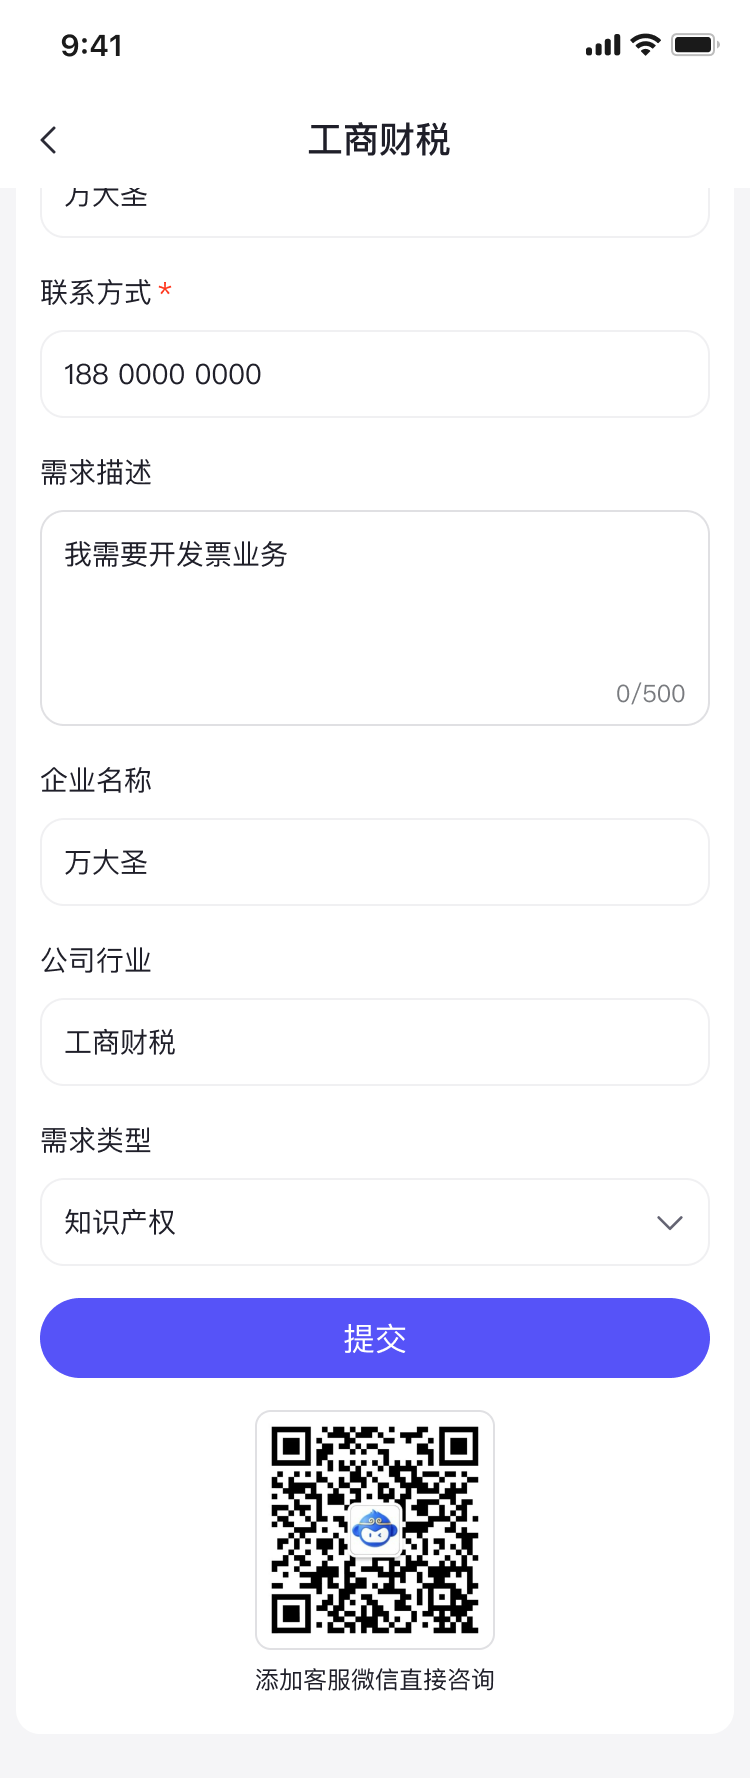 9:41
工商财税
万大圣
联系方式 *
188 0000 0000
需求描述
我需要开发票业务
0/500
企业名称
万大圣
公司行业
工商财税
需求类型
知识产权
提交
添加客服微信直接咨询